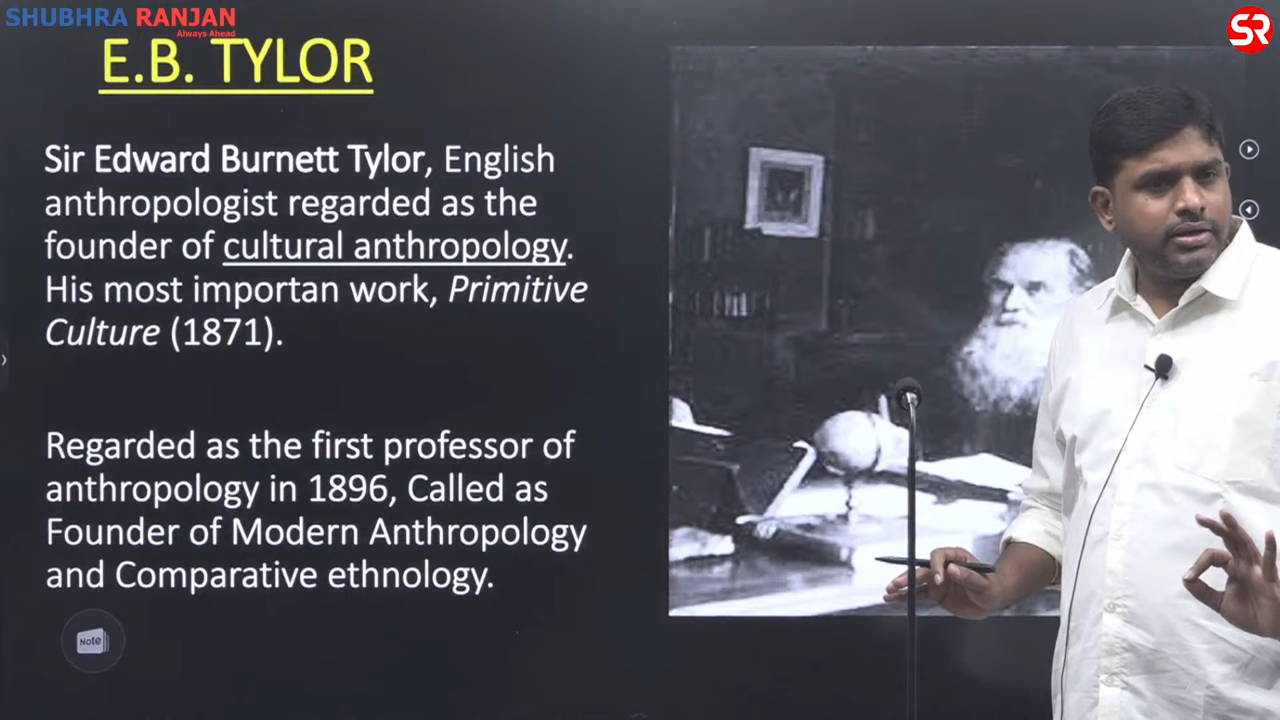 SHUBHRA RANJAN
Always Ahead
SR
E.B. TYLOR
Sir Edward Burnett Tylor, English
anthropologist regarded as the
founder of cultural anthropology.
His most importan work, Primitive
Culture (1871).
Regarded as the first professor of
anthropology in 1896, Called as
Founder of Modern Anthropology
and Comparative ethnology.
Note